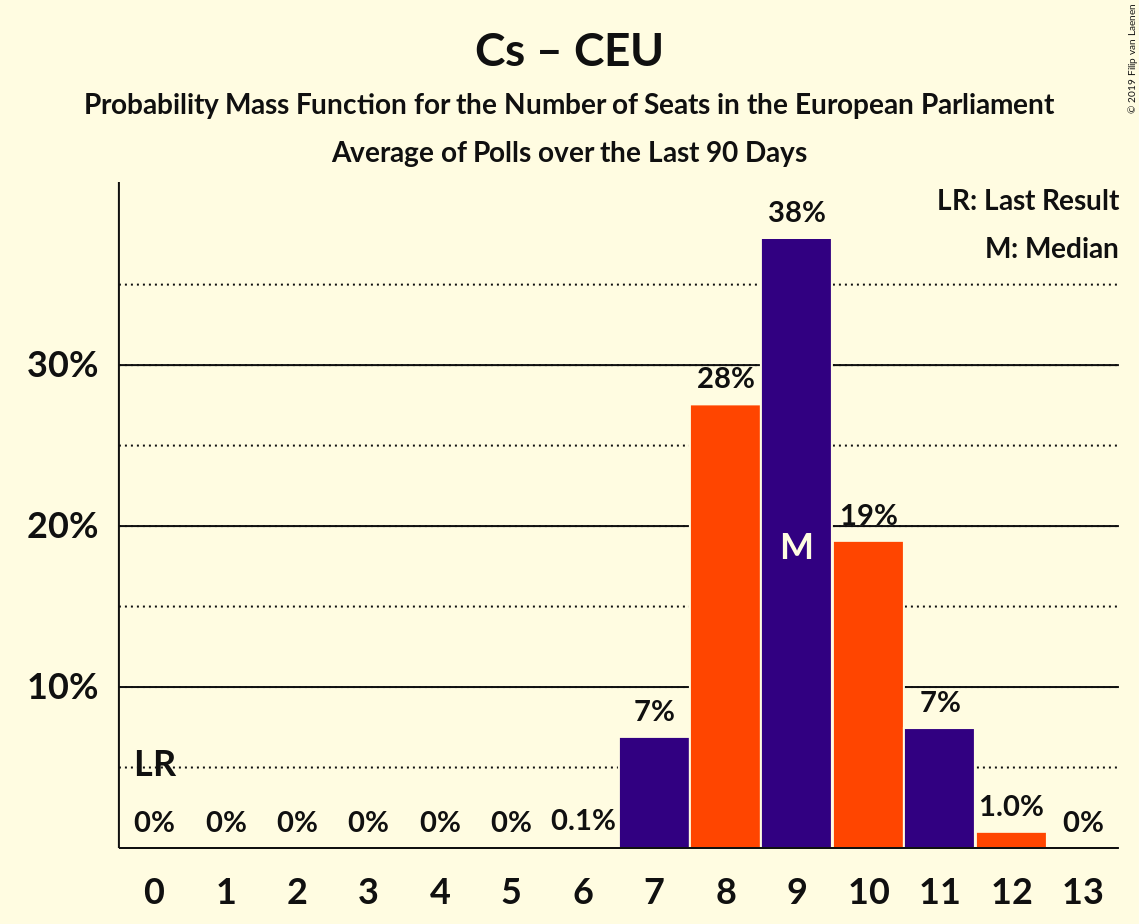 Cs – CEU
Probability Mass Function for the Number of Seats in the European Parliament
Average of Polls over the Last 90 Days
© 2019 Filip van Laenen
LR: Last Result
M: Median
38%
30%
28%
20%
19%
M
10%
7%
7%
LR
0%
0%
0%
0%
0%
0%
0.1%
1.0%
0%
0 1 2 3 4 5 6 7 8 9 10 11 12 13